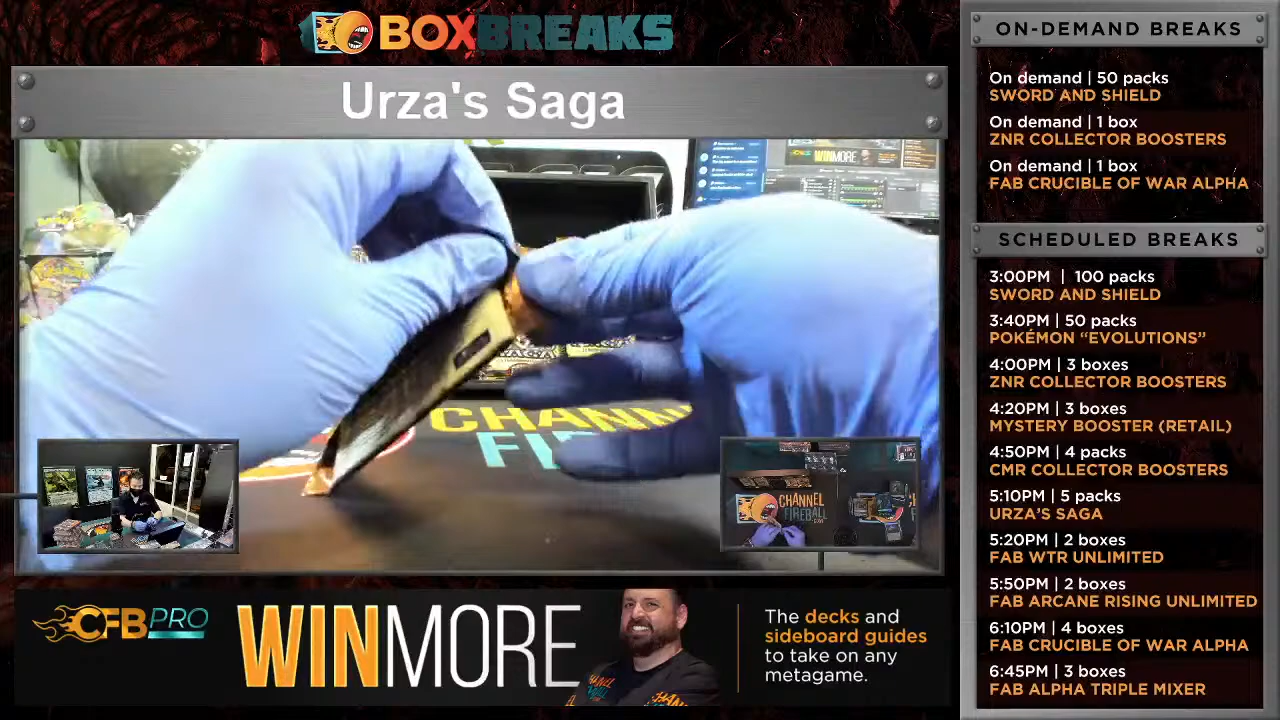 BOXBREAKS
Urza's Saga
WINMORE
CHANN
FI
CHANNEL
FIREBALL
.COM
CFBPRO
WINMORE
The decks and
sideboard guides
to take on any
metagame.
ON-DEMAND BREAKS
On demand | 50 packs
SWORD AND SHIELD
On demand | 1 box
ZNR COLLECTOR BOOSTERS
On demand | 1 box
FAB CRUCIBLE OF WAR ALPHA
SCHEDULED BREAKS
3:00PM | 100 packs
SWORD AND SHIELD
3:40PM | 50 packs
POKÉMON “EVOLUTIONS”
4:00PM | 3 boxes
ZNR COLLECTOR BOOSTERS
4:20PM | 3 boxes
MYSTERY BOOSTER (RETAIL)
4:50PM | 4 packs
CMR COLLECTOR BOOSTERS
5:10PM | 5 packs
URZA'S SAGA
5:20PM | 2 boxes
FAB WTR UNLIMITED
5:50PM | 2 boxes
FAB ARCANE RISING UNLIMITED
6:10PM | 4 boxes
FAB CRUCIBLE OF WAR ALPHA
6:45PM | 3 boxes
FAB ALPHA TRIPLE MIXER